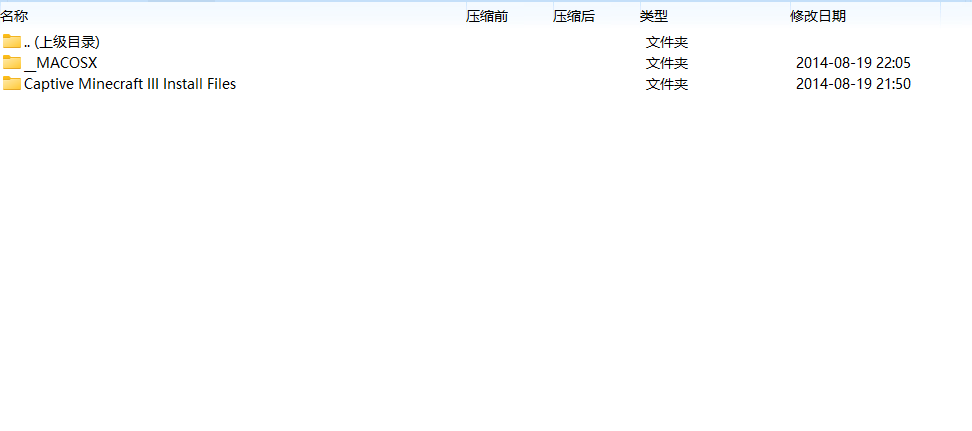 名称 压缩前 压缩后 类型 修改日期
.. (上级目录) 文件夹
__MACOSX 文件夹 2014-08-19 22:05
Captive Minecraft III Install Files 文件夹 2014-08-19 21:50